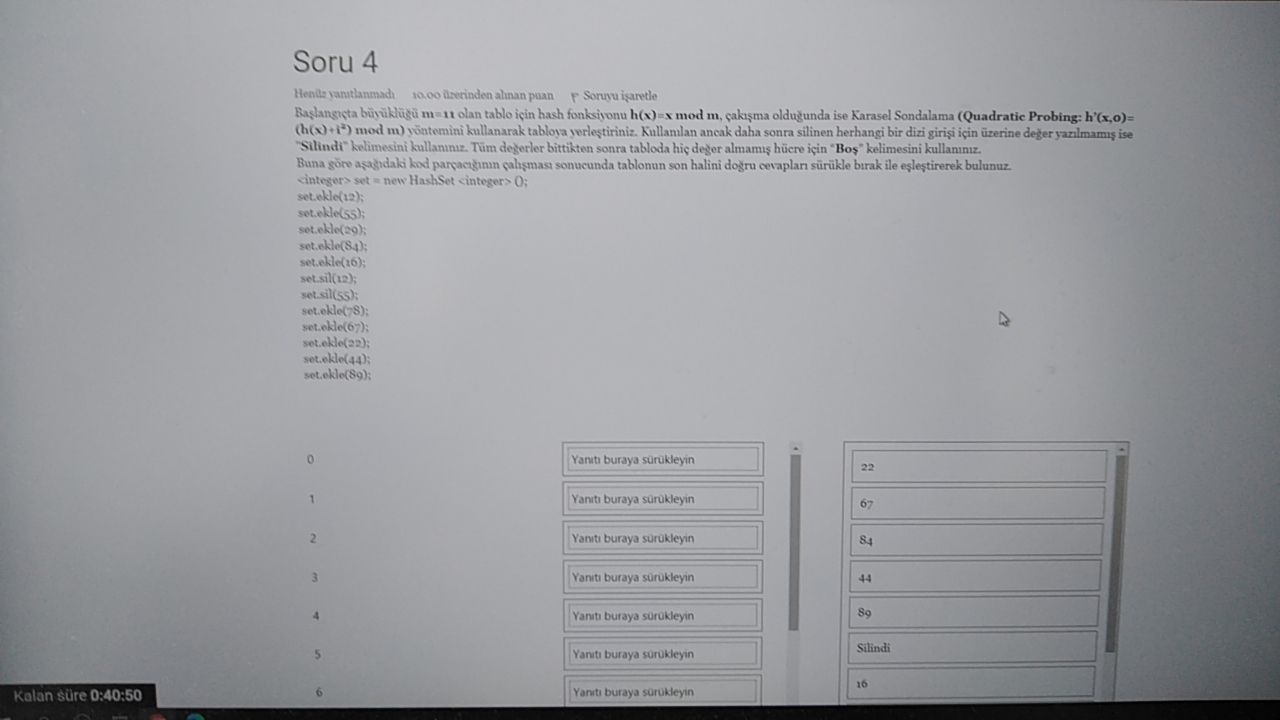 Soru 4
Henüz yanıtlanmadı 10.00 üzerinden alınan puan Soruyu işaretle
Başlangıçta büyüklüğü m=11 olan tablo için hash fonksiyonu h(x)=x mod m, çakışma olduğunda ise Karasel Sondalama (Quadratic Probing: h'(x,0)=
(h(x)+i²) mod m) yöntemini kullanarak tabloya yerleştiriniz. Kullanılan ancak daha sonra silinen herhangi bir dizi girişi için üzerine değer yazılmamış ise
"Silindi" kelimesini kullanınız. Tüm değerler bittikten sonra tabloda hiç değer almamış hücre için "Boş" kelimesini kullanınız.
Buna göre aşağıdaki kod parçacığının çalışması sonucunda tablonun son halini doğru cevapları sürükle bırak ile eşleştirerek bulunuz.
<integer> set = new HashSet <integer> ();
set.ekle(12);
set.ekle(55);
set.ekle(29);
set.ekle(84);
set.ekle(16);
set.sil(12);
set.sil(55);
set.ekle(78);
set.ekle(67);
set.ekle(22);
set.ekle(44);
set.ekle(89);
0 Yanıtı buraya sürükleyin 22
1 Yanıtı buraya sürükleyin 67
2 Yanıtı buraya sürükleyin 84
3 Yanıtı buraya sürükleyin 44
4 Yanıtı buraya sürükleyin 89
5 Yanıtı buraya sürükleyin Silindi
6 Yanıtı buraya sürükleyin 16
Kalan süre 0:40:50